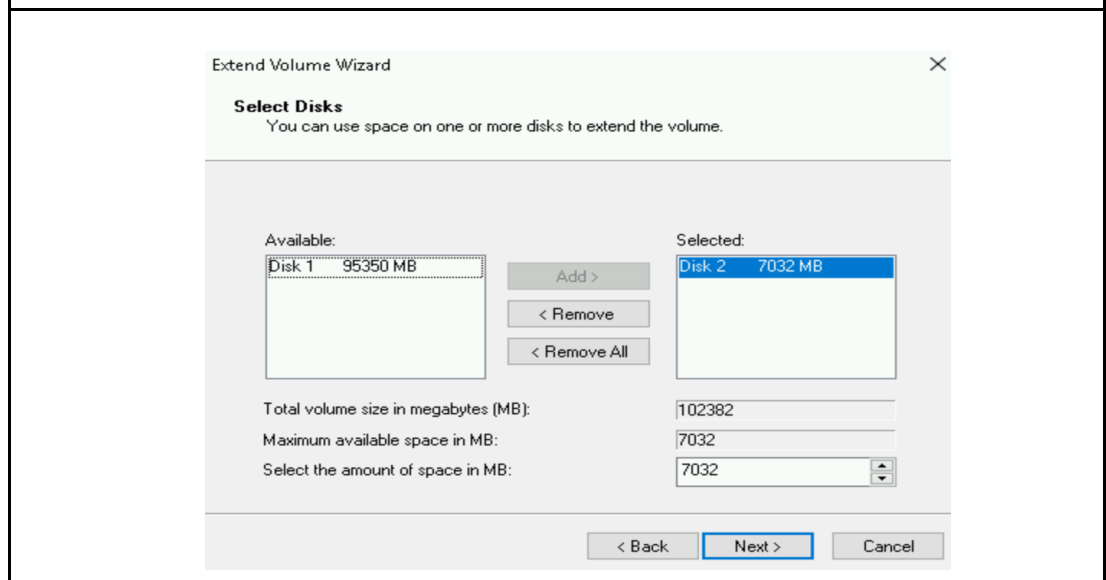 Extend Volume Wizard
Select Disks
You can use space on one or more disks to extend the volume.
Available:
Selected:
Disk 1 95350 MB
Disk 2 7032 MB
Add >
< Remove
< Remove All
Total volume size in megabytes (MB): 102382
Maximum available space in MB: 7032
Select the amount of space in MB: 7032
< Back Next > Cancel